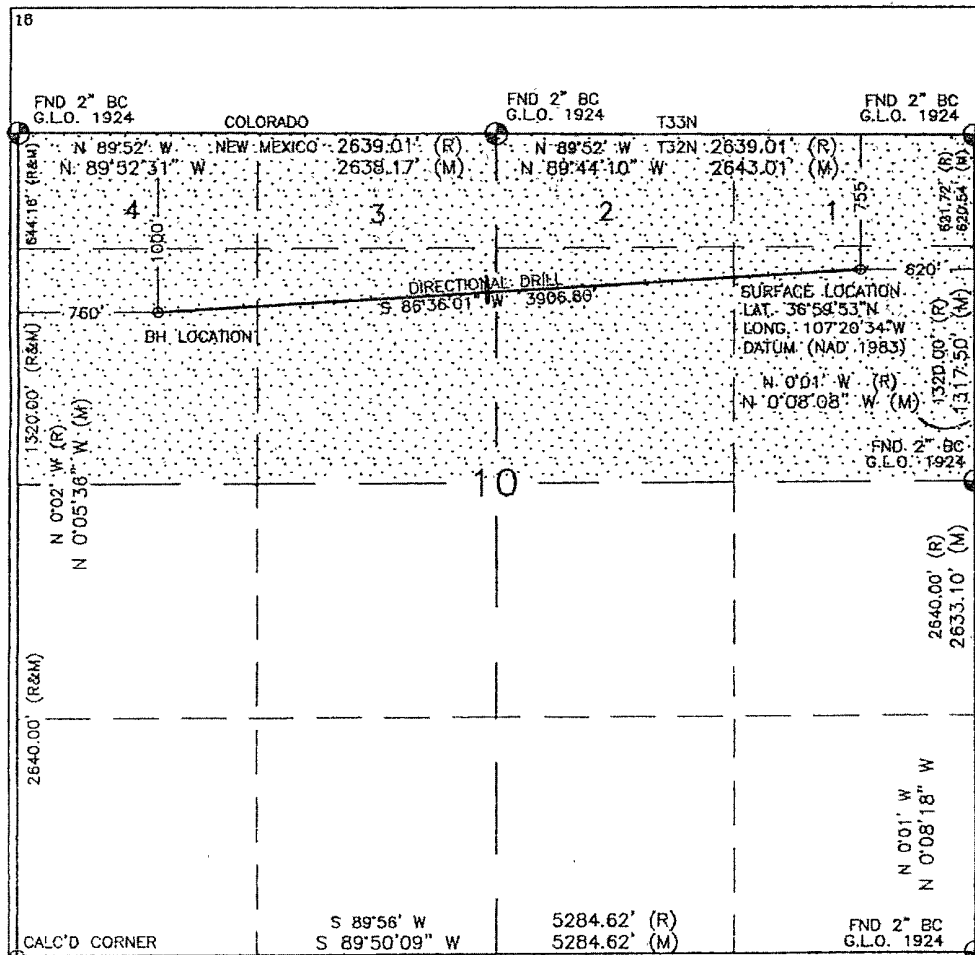 16
FND 2" BC
G.L.O. 1924
FND 2" BC
G.L.O. 1924
FND 2" BC
G.L.O. 1924
COLORADO
T33N
N 89°52' W
NEW MEXICO
2639.01' (R)
N 89°52' W
T32N
2639.01' (R)
N 89°52'31" W
2638.17' (M)
N 89°44'10" W
2643.01' (M)
644.16' (R&M)
4
3
2
1
1000'
755'
621.72' (R)
620.54' (M)
DIRECTIONAL DRILL
S 86°36'01" W
3906.86'
620'
760'
BH LOCATION
SURFACE LOCATION
LAT. 36°59'53"N
LONG. 107°20'34"W
DATUM (NAD 1983)
N 0°01' W (R)
N 0°08'08" W (M)
1320.00' (R)
1317.50' (M)
FND 2" BC
G.L.O. 1924
1320.00' (R&M)
N 0°02' W (R)
N 0°05'36" W (M)
10
2640.00' (R)
2633.10' (M)
2640.00' (R&M)
N 0°01' W
N 0°08'18" W
S 89°56' W
5284.62' (R)
S 89°50'09" W
5284.62' (M)
CALC'D CORNER
FND 2" BC
G.L.O. 1924